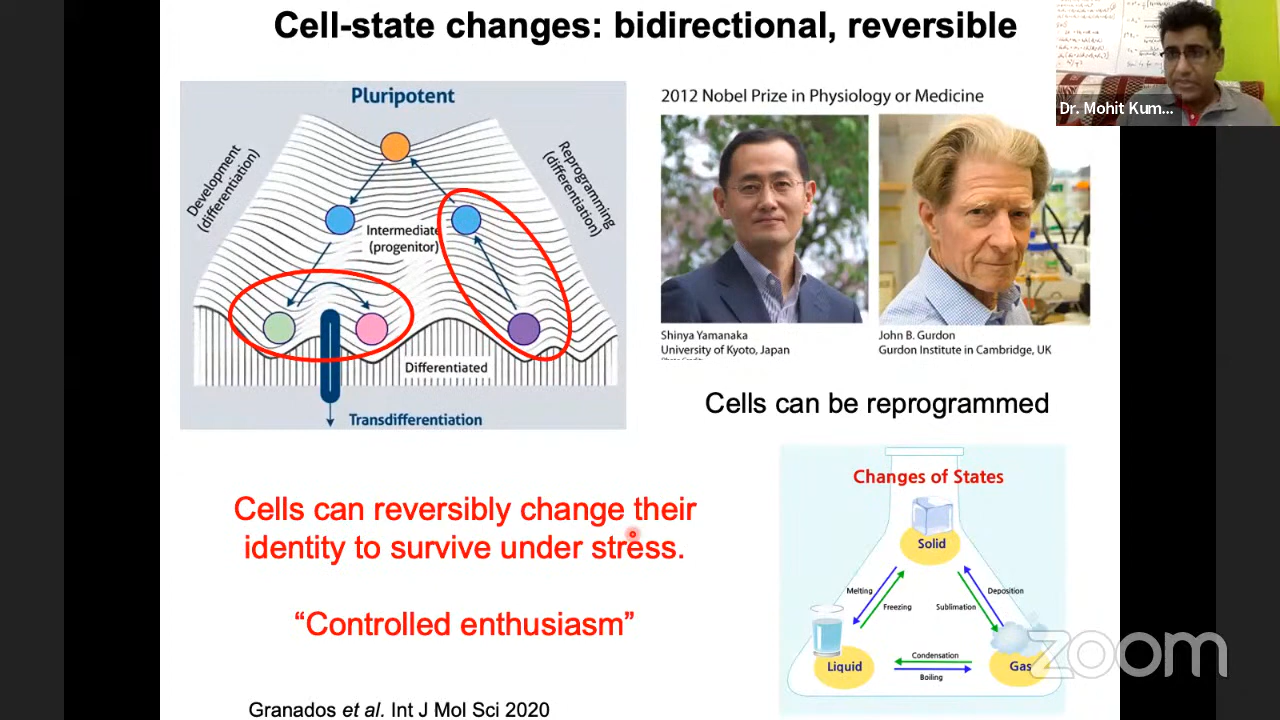 Cell-state changes: bidirectional, reversible
Pluripotent
Development
(differentiation)
Reprogramming
(differentiation)
Intermediate
(progenitor)
Differentiated
Transdifferentiation
2012 Nobel Prize in Physiology or Medicine
Shinya Yamanaka
University of Kyoto, Japan
John B. Gurdon
Gurdon Institute in Cambridge, UK
Dr. Mohit Kum...
Cells can be reprogrammed
Cells can reversibly change their
identity to survive under stress.
“Controlled enthusiasm”
Changes of States
Solid
Melting
Freezing
Sublimation
Deposition
Liquid
Condensation
Boiling
Gas
zoom
Granados et al. Int J Mol Sci 2020